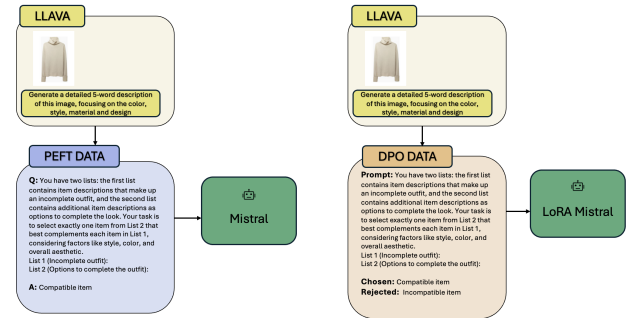 LLAVA
Generate a detailed 5-word description
of this image, focusing on the color,
style, material and design
PEFT DATA
Q: You have two lists: the first list
contains item descriptions that make up
an incomplete outfit, and the second list
contains additional item descriptions as
options to complete the look. Your task is
to select exactly one item from List 2 that
best complements each item in List 1,
considering factors like style, color, and
overall aesthetic.
List 1 (Incomplete outfit):
List 2 (Options to complete the outfit):
A: Compatible item
Mistral
LLAVA
Generate a detailed 5-word description
of this image, focusing on the color,
style, material and design
DPO DATA
Prompt: You have two lists: the first list
contains item descriptions that make up
an incomplete outfit, and the second list
contains additional item descriptions as
options to complete the look. Your task is
to select exactly one item from List 2 that
best complements each item in List 1,
considering factors like style, color, and
overall aesthetic.
List 1 (Incomplete outfit):
List 2 (Options to complete the outfit):
Chosen: Compatible item
Rejected: Incompatible item
LoRA Mistral